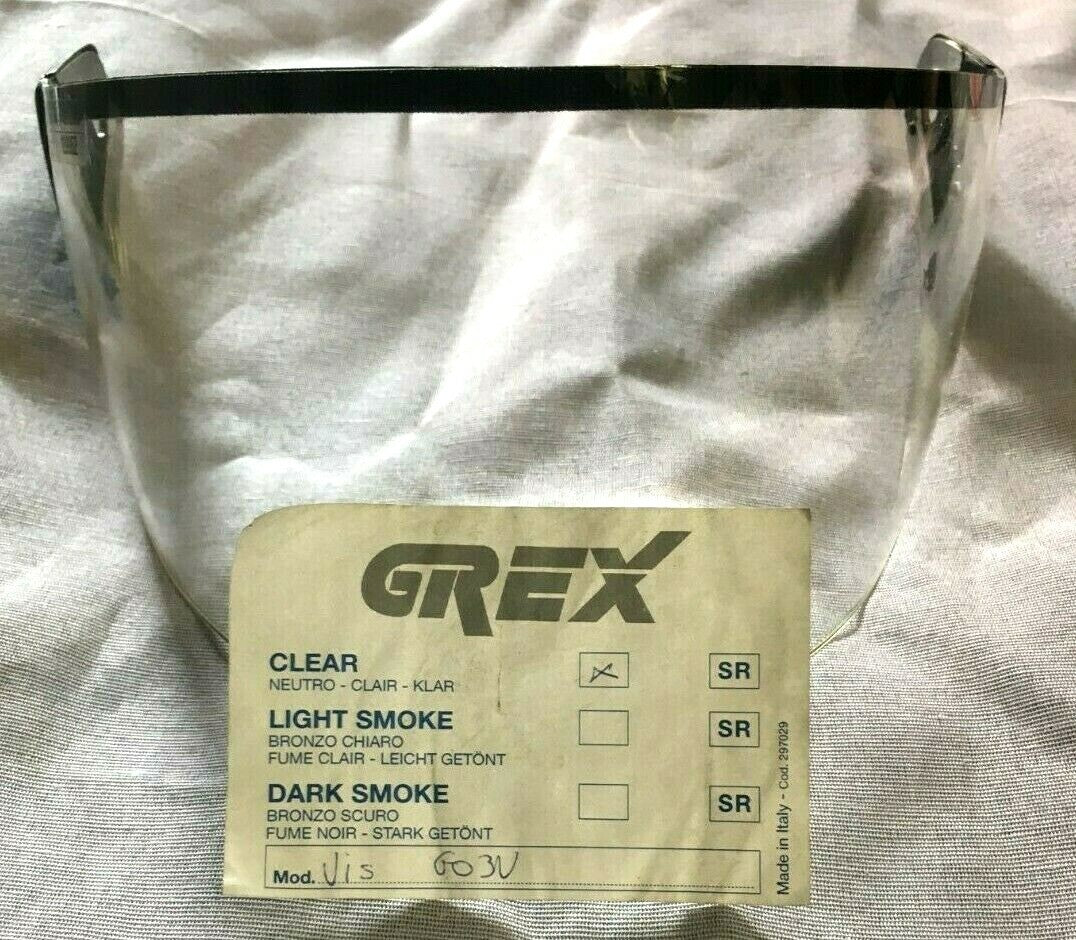 GREX
CLEAR SR
NEUTRO - CLAIR - KLAR
LIGHT SMOKE SR
BRONZO CHIARO
FUME CLAIR - LEICHT GETÖNT
DARK SMOKE SR
BRONZO SCURO
FUME NOIR - STARK GETÖNT
Mod. Vis GO3V
Made in Italy - Cod. 297029